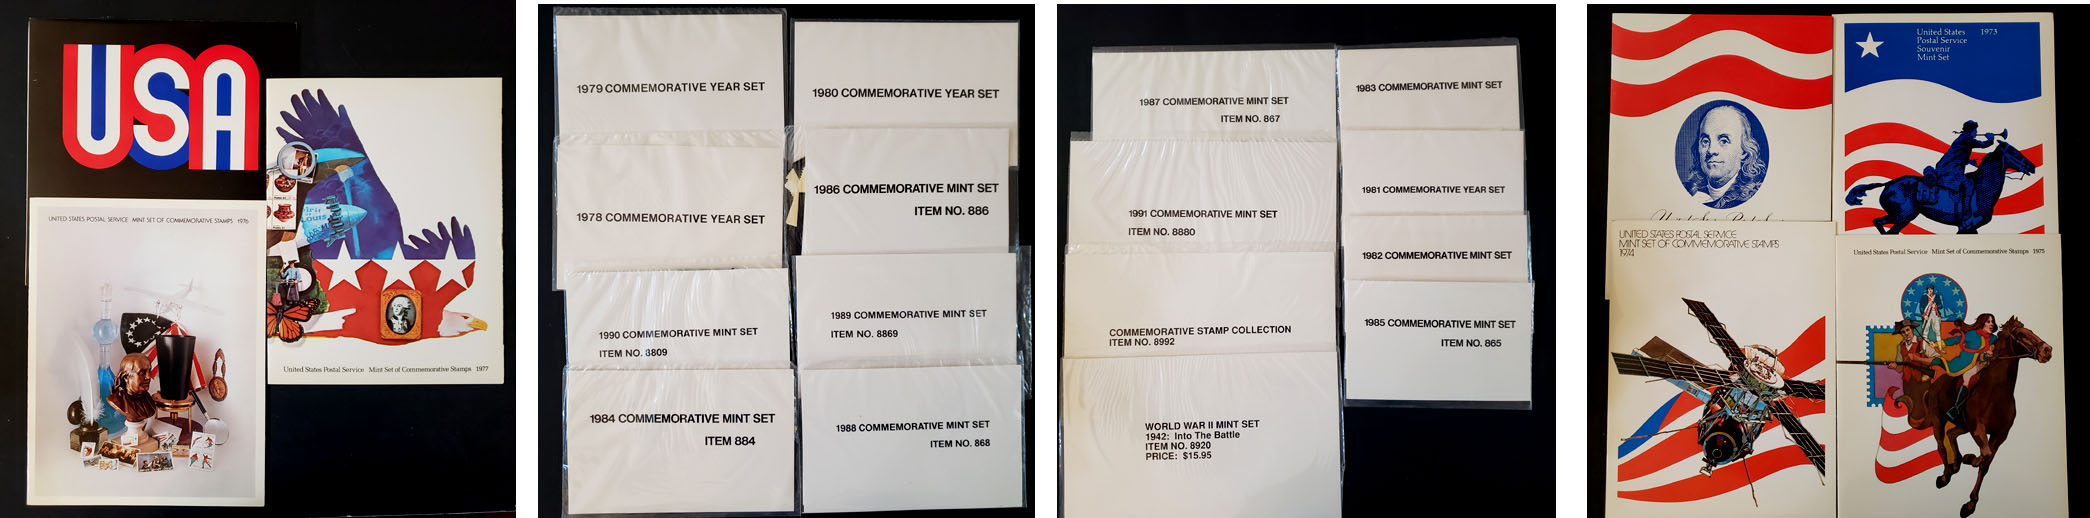 USA
UNITED STATES POSTAL SERVICE MINT SET OF COMMEMORATIVE STAMPS 1976
United States Postal Service Mint Set of Commemorative Stamps 1977
1979 COMMEMORATIVE YEAR SET
1978 COMMEMORATIVE YEAR SET
1990 COMMEMORATIVE MINT SET
ITEM NO. 8809
1984 COMMEMORATIVE MINT SET
ITEM 884
1980 COMMEMORATIVE YEAR SET
1986 COMMEMORATIVE MINT SET
ITEM NO. 886
1989 COMMEMORATIVE MINT SET
ITEM NO. 8869
1988 COMMEMORATIVE MINT SET
ITEM NO. 868
1987 COMMEMORATIVE MINT SET
ITEM NO. 867
1991 COMMEMORATIVE MINT SET
ITEM NO. 8880
COMMEMORATIVE STAMP COLLECTION
ITEM NO. 8992
WORLD WAR II MINT SET
1942: Into The Battle
ITEM NO. 8920
PRICE: $15.95
1983 COMMEMORATIVE MINT SET
1981 COMMEMORATIVE YEAR SET
1982 COMMEMORATIVE MINT SET
1985 COMMEMORATIVE MINT SET
ITEM NO. 865
United States 1973
Postal Service
Souvenir
Mint Set
UNITED STATES POSTAL SERVICE
MINT SET OF COMMEMORATIVE STAMPS
1974
United States Postal Service Mint Set of Commemorative Stamps 1975